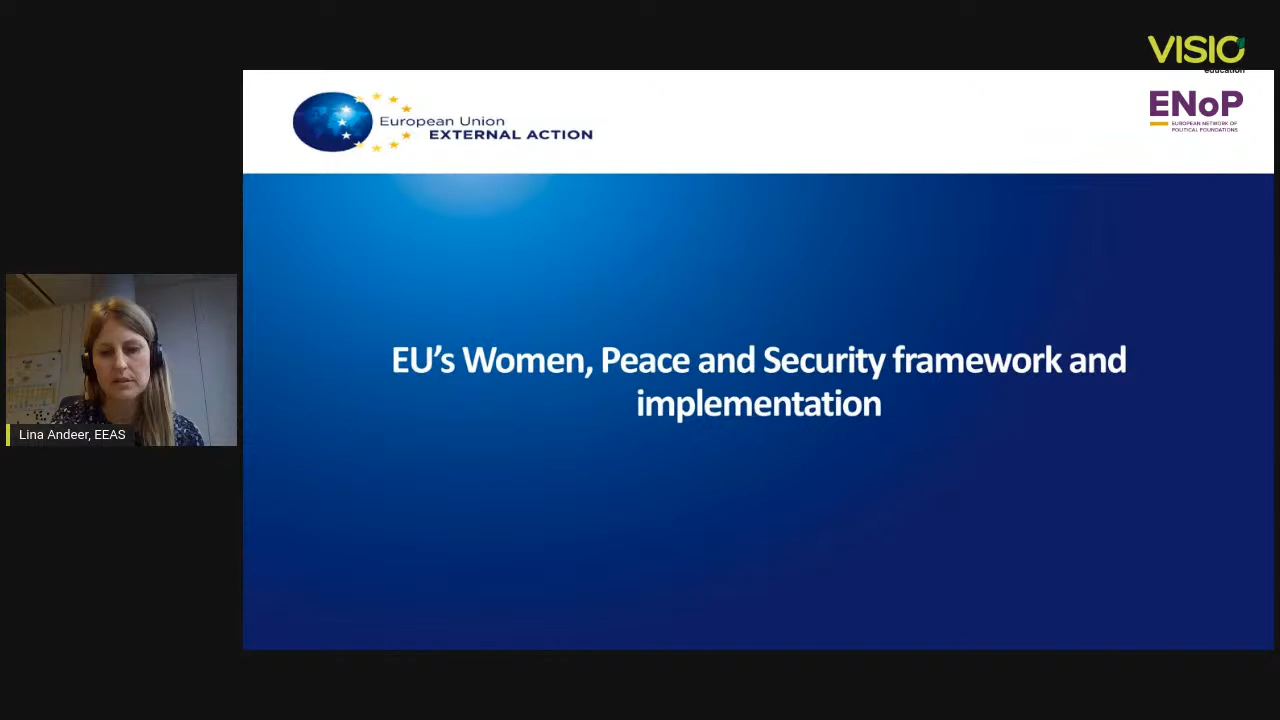 VISIO
education
ENoP
EUROPEAN NETWORK OF
POLITICAL FOUNDATIONS
European Union
EXTERNAL ACTION
EU's Women, Peace and Security framework and
implementation
Lina Andeer, EEAS